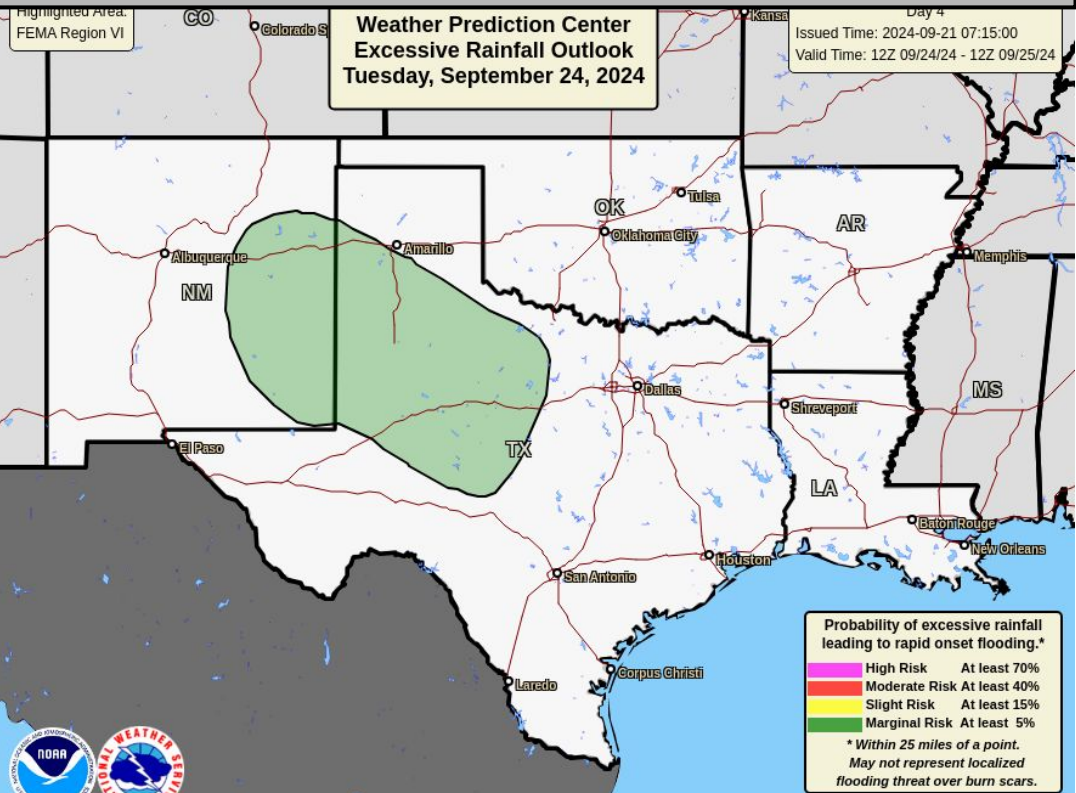 Highlighted Area:
FEMA Region VI
Weather Prediction Center
Excessive Rainfall Outlook
Tuesday, September 24, 2024
Day 4
Issued Time: 2024-09-21 07:15:00
Valid Time: 12Z 09/24/24 - 12Z 09/25/24
CO
Colorado Sp
Kansa
Tulsa
OK
Oklahoma City
AR
Albuquerque
Amarillo
Memphis
NM
Dallas
MS
Shreveport
El Paso
TX
LA
Baton Rouge
New Orleans
Houston
San Antonio
Corpus Christi
Laredo
Probability of excessive rainfall
leading to rapid onset flooding.*
High Risk At least 70%
Moderate Risk At least 40%
Slight Risk At least 15%
Marginal Risk At least 5%
* Within 25 miles of a point.
May not represent localized
flooding threat over burn scars.
NOAA
WEATHER